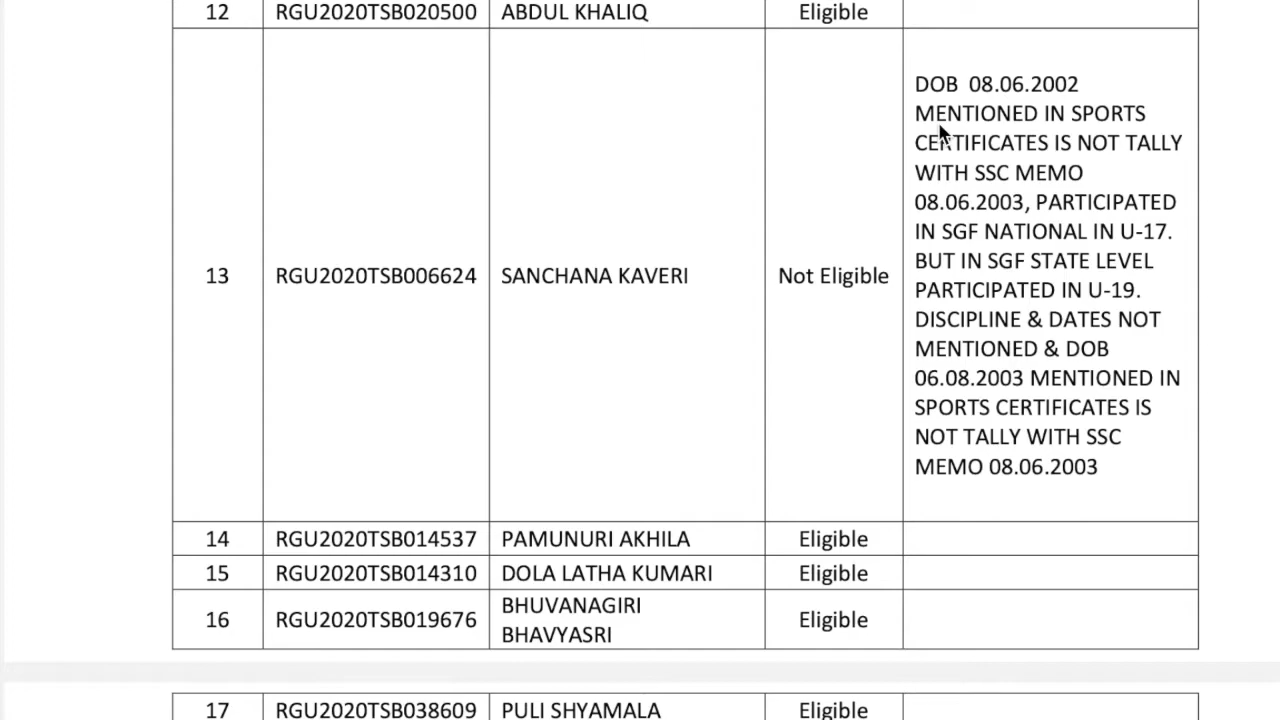 12 RGU2020TSB020500 ABDUL KHALIQ Eligible
13 RGU2020TSB006624 SANCHANA KAVERI Not Eligible
DOB 08.06.2002
MENTIONED IN SPORTS
CERTIFICATES IS NOT TALLY
WITH SSC MEMO
08.06.2003, PARTICIPATED
IN SGF NATIONAL IN U-17.
BUT IN SGF STATE LEVEL
PARTICIPATED IN U-19.
DISCIPLINE & DATES NOT
MENTIONED & DOB
06.08.2003 MENTIONED IN
SPORTS CERTIFICATES IS
NOT TALLY WITH SSC
MEMO 08.06.2003
14 RGU2020TSB014537 PAMUNURI AKHILA Eligible
15 RGU2020TSB014310 DOLA LATHA KUMARI Eligible
16 RGU2020TSB019676 BHUVANAGIRI
BHAVYASRI Eligible
17 RGU2020TSB038609 PULI SHYAMALA Eligible